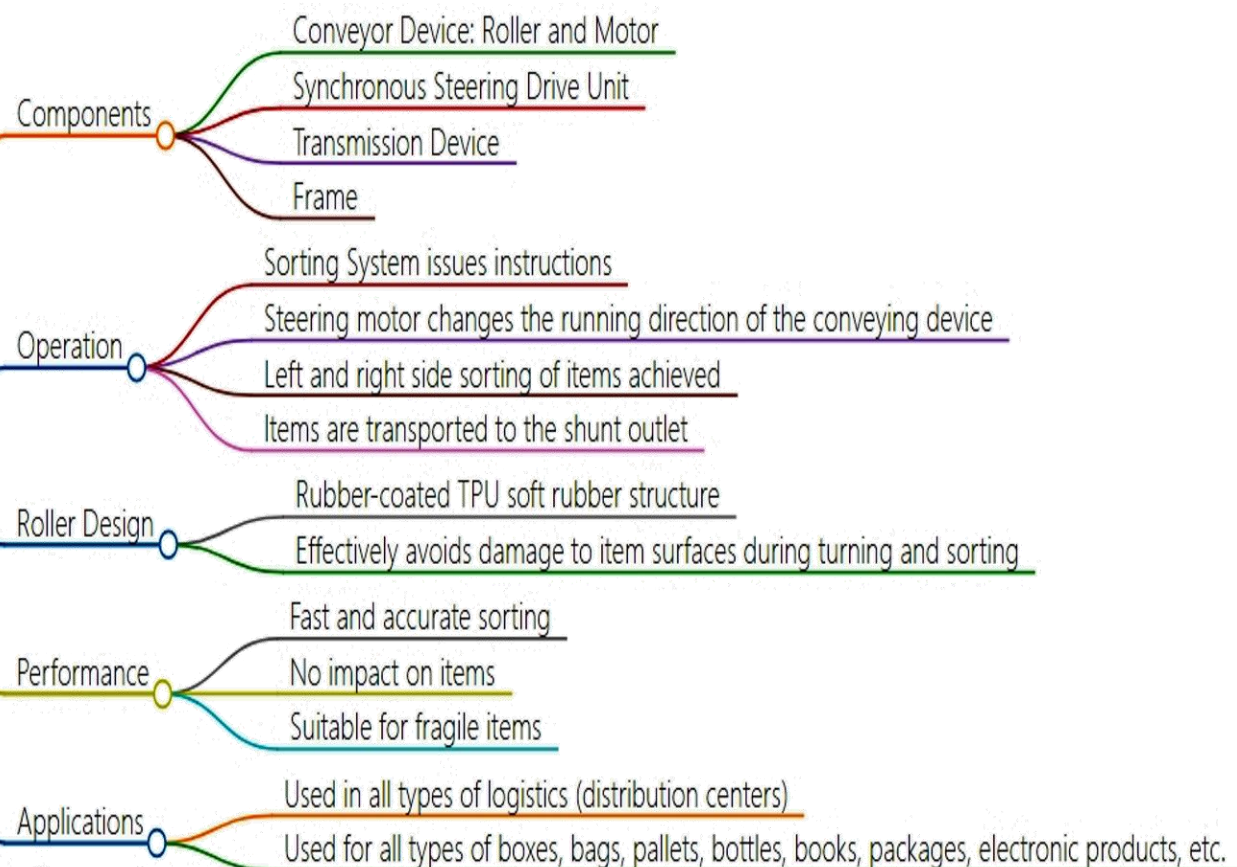 Components
Conveyor Device: Roller and Motor
Synchronous Steering Drive Unit
Transmission Device
Frame
Operation
Sorting System issues instructions
Steering motor changes the running direction of the conveying device
Left and right side sorting of items achieved
Items are transported to the shunt outlet
Roller Design
Rubber-coated TPU soft rubber structure
Effectively avoids damage to item surfaces during turning and sorting
Performance
Fast and accurate sorting
No impact on items
Suitable for fragile items
Applications
Used in all types of logistics (distribution centers)
Used for all types of boxes, bags, pallets, bottles, books, packages, electronic products, etc.